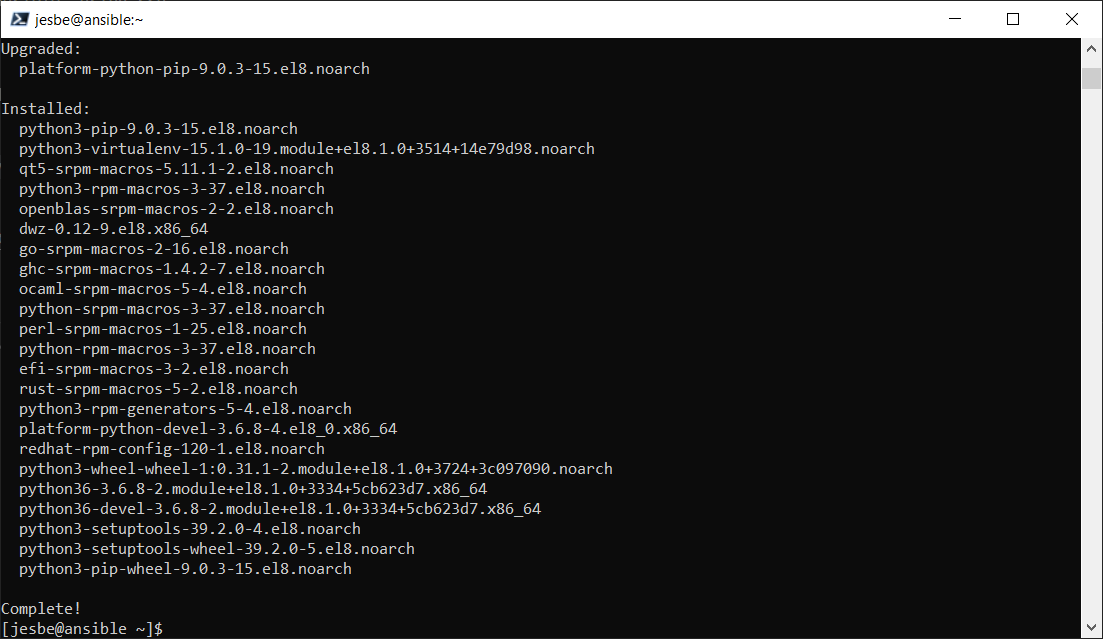 jesbe@ansible:~
Upgraded:
  platform-python-pip-9.0.3-15.el8.noarch

Installed:
  python3-pip-9.0.3-15.el8.noarch
  python3-virtualenv-15.1.0-19.module+el8.1.0+3514+14e79d98.noarch
  qt5-srpm-macros-5.11.1-2.el8.noarch
  python3-rpm-macros-3-37.el8.noarch
  openblas-srpm-macros-2-2.el8.noarch
  dwz-0.12-9.el8.x86_64
  go-srpm-macros-2-16.el8.noarch
  ghc-srpm-macros-1.4.2-7.el8.noarch
  ocaml-srpm-macros-5-4.el8.noarch
  python-srpm-macros-3-37.el8.noarch
  perl-srpm-macros-1-25.el8.noarch
  python-rpm-macros-3-37.el8.noarch
  efi-srpm-macros-3-2.el8.noarch
  rust-srpm-macros-5-2.el8.noarch
  python3-rpm-generators-5-4.el8.noarch
  platform-python-devel-3.6.8-4.el8_0.x86_64
  redhat-rpm-config-120-1.el8.noarch
  python3-wheel-wheel-1:0.31.1-2.module+el8.1.0+3724+3c097090.noarch
  python36-3.6.8-2.module+el8.1.0+3334+5cb623d7.x86_64
  python36-devel-3.6.8-2.module+el8.1.0+3334+5cb623d7.x86_64
  python3-setuptools-39.2.0-4.el8.noarch
  python3-setuptools-wheel-39.2.0-5.el8.noarch
  python3-pip-wheel-9.0.3-15.el8.noarch

Complete!
[jesbe@ansible ~]$